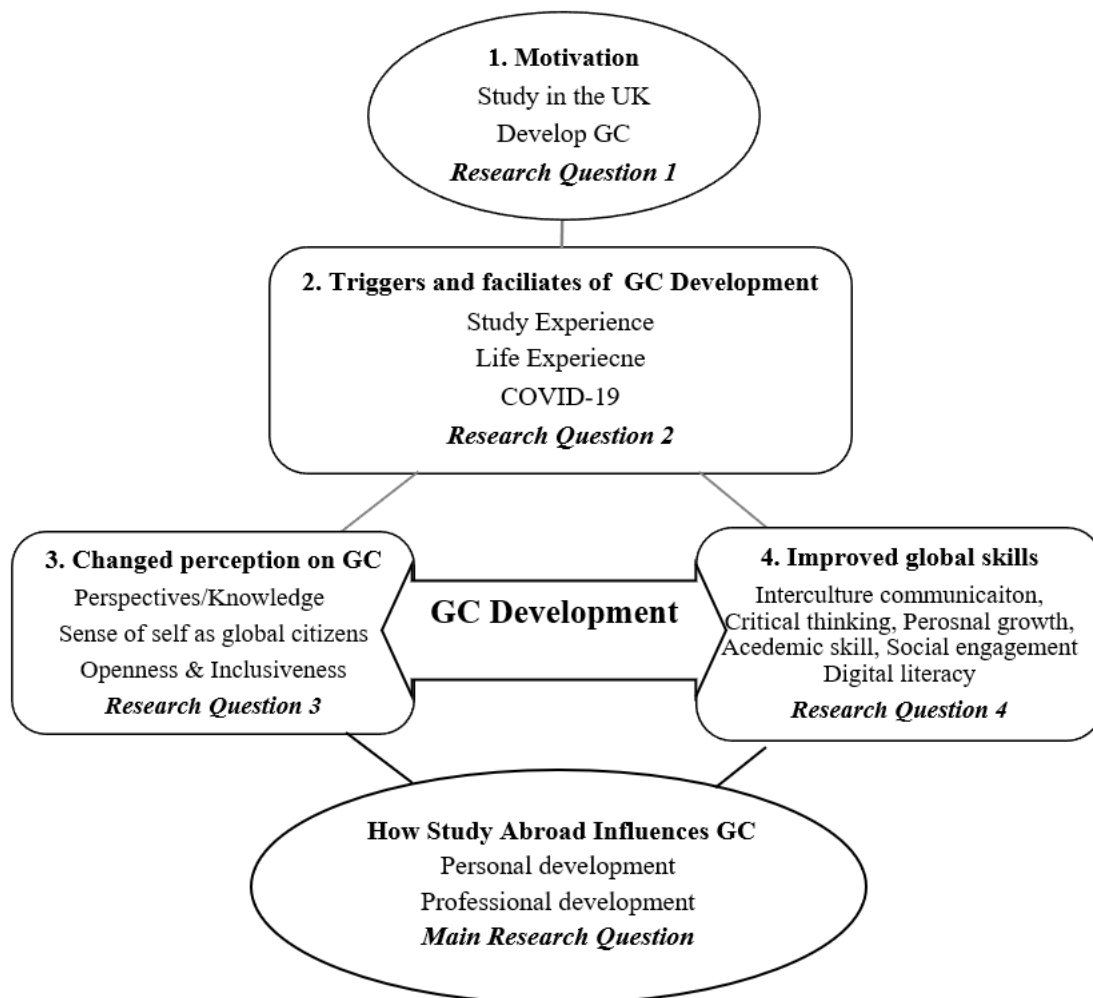 1. Motivation
Study in the UK
Develop GC
Research Question 1
2. Triggers and faciliates of GC Development
Study Experience
Life Experiecne
COVID-19
Research Question 2
3. Changed perception on GC
Perspectives/Knowledge
Sense of self as global citizens
Openness & Inclusiveness
Research Question 3
GC Development
4. Improved global skills
Interculture communicaiton,
Critical thinking, Perosnal growth,
Acedemic skill, Social engagement
Digital literacy
Research Question 4
How Study Abroad Influences GC
Personal development
Professional development
Main Research Question